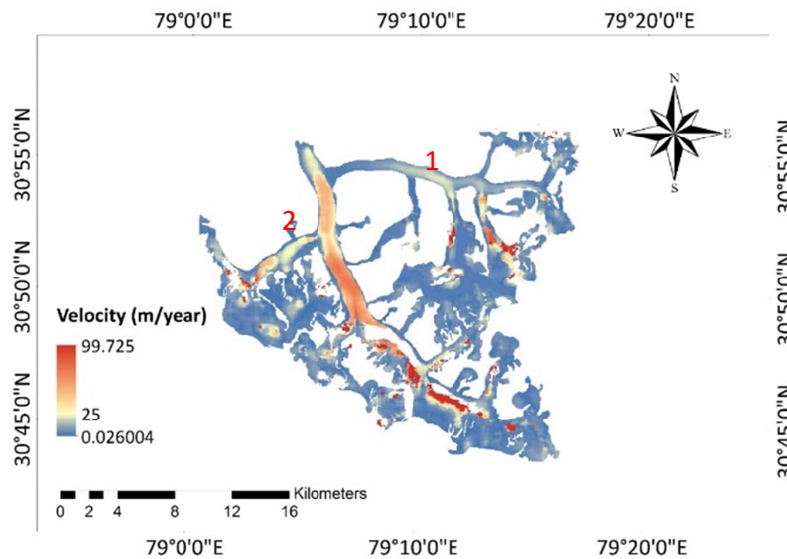 79°0'0"E 79°10'0"E 79°20'0"E
N
W E
S
30°55'0"N 30°55'0"N
1
2
30°50'0"N 30°50'0"N
Velocity (m/year)
99.725
25
0.026004
30°45'0"N 30°45'0"N
Kilometers
0 2 4 8 12 16
79°0'0"E 79°10'0"E 79°20'0"E